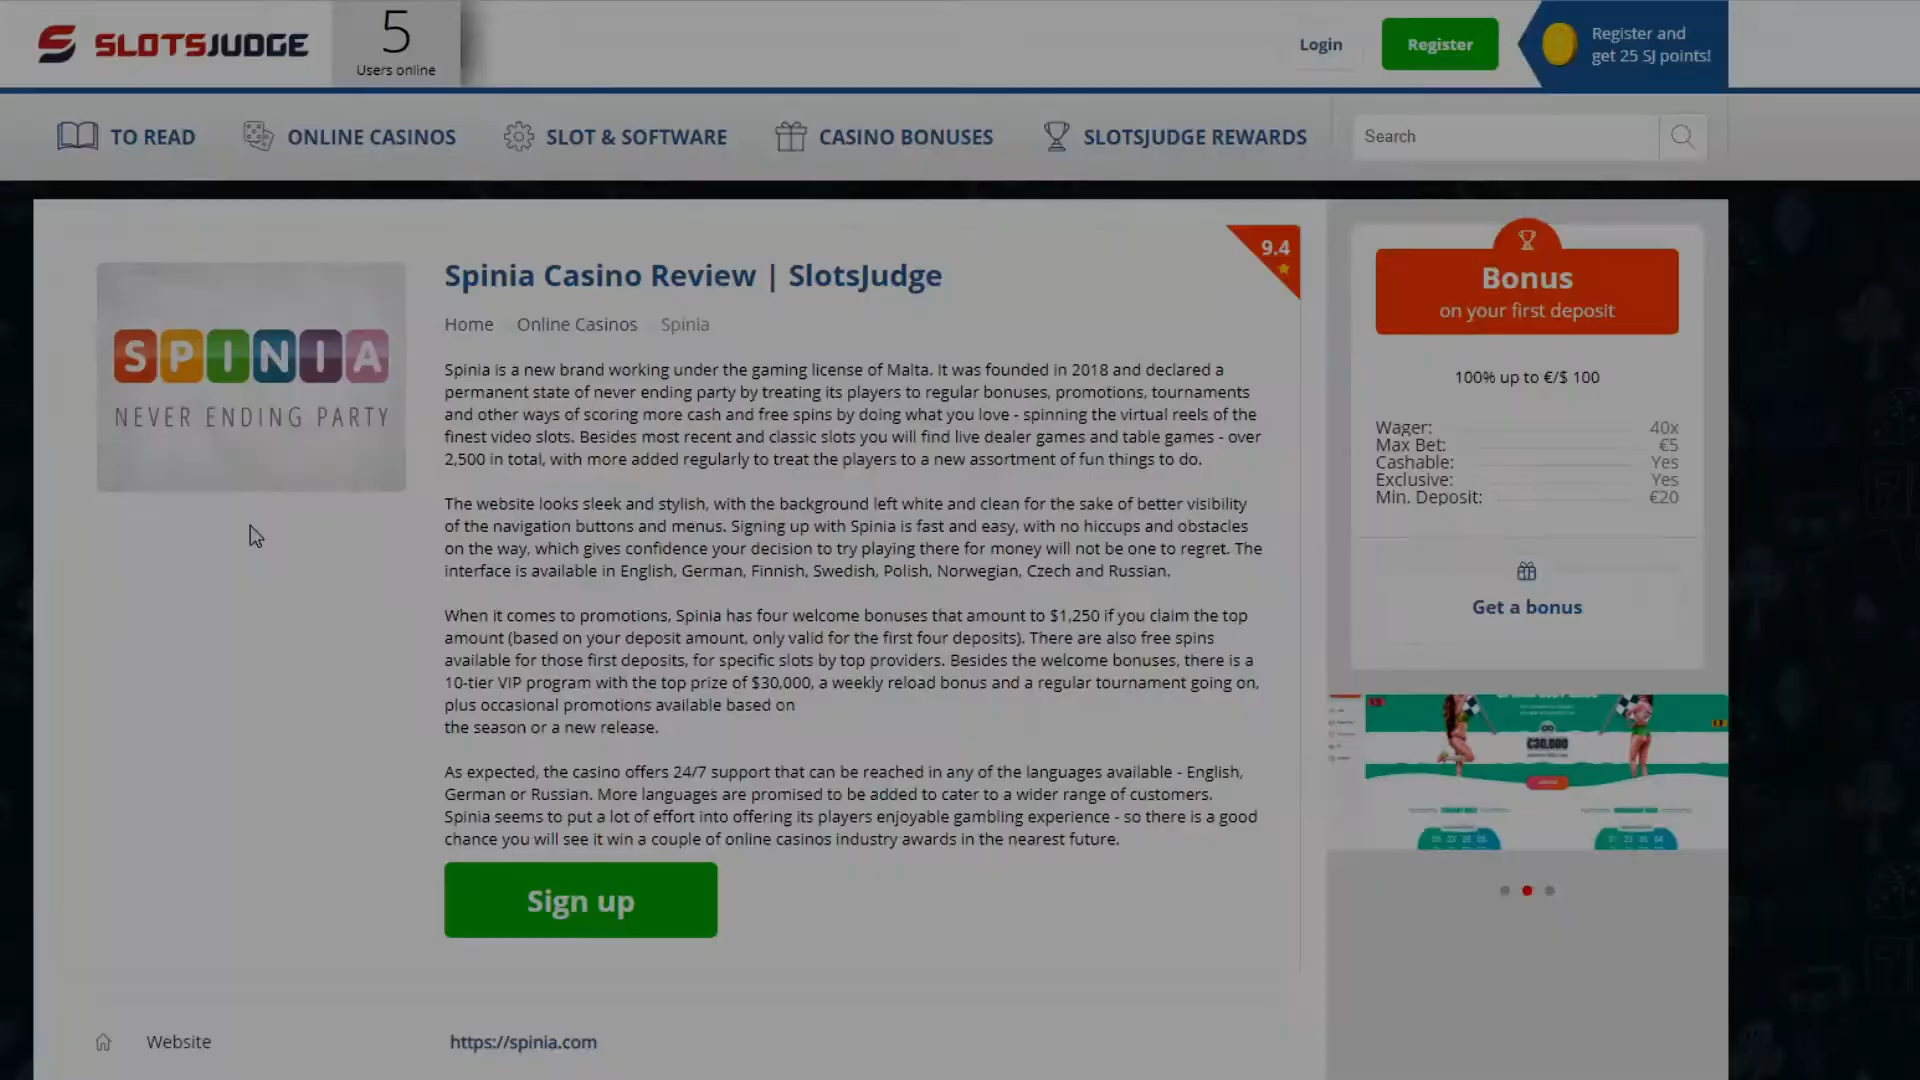 SLOTSJUDGE
5
Users online
Login
Register
Register and
get 25 SJ points!
TO READ
ONLINE CASINOS
SLOT & SOFTWARE
CASINO BONUSES
SLOTSJUDGE REWARDS
Search
SPINIA
NEVER ENDING PARTY
9.4
Spinia Casino Review | SlotsJudge
Home Online Casinos Spinia
Spinia is a new brand working under the gaming license of Malta. It was founded in 2018 and declared a
permanent state of never ending party by treating its players to regular bonuses, promotions, tournaments
and other ways of scoring more cash and free spins by doing what you love - spinning the virtual reels of the
finest video slots. Besides most recent and classic slots you will find live dealer games and table games - over
2,500 in total, with more added regularly to treat the players to a new assortment of fun things to do.
The website looks sleek and stylish, with the background left white and clean for the sake of better visibility
of the navigation buttons and menus. Signing up with Spinia is fast and easy, with no hiccups and obstacles
on the way, which gives confidence your decision to try playing there for money will not be one to regret. The
interface is available in English, German, Finnish, Swedish, Polish, Norwegian, Czech and Russian.
When it comes to promotions, Spinia has four welcome bonuses that amount to $1,250 if you claim the top
amount (based on your deposit amount, only valid for the first four deposits). There are also free spins
available for those first deposits, for specific slots by top providers. Besides the welcome bonuses, there is a
10-tier VIP program with the top prize of $30,000, a weekly reload bonus and a regular tournament going on,
plus occasional promotions available based on
the season or a new release.
As expected, the casino offers 24/7 support that can be reached in any of the languages available - English,
German or Russian. More languages are promised to be added to cater to a wider range of customers.
Spinia seems to put a lot of effort into offering its players enjoyable gambling experience - so there is a good
chance you will see it win a couple of online casinos industry awards in the nearest future.
Sign up
Website https://spinia.com
Bonus
on your first deposit
100% up to €/$ 100
Wager: 40x
Max Bet: €5
Cashable: Yes
Exclusive: Yes
Min. Deposit: €20
Get a bonus
€30,000